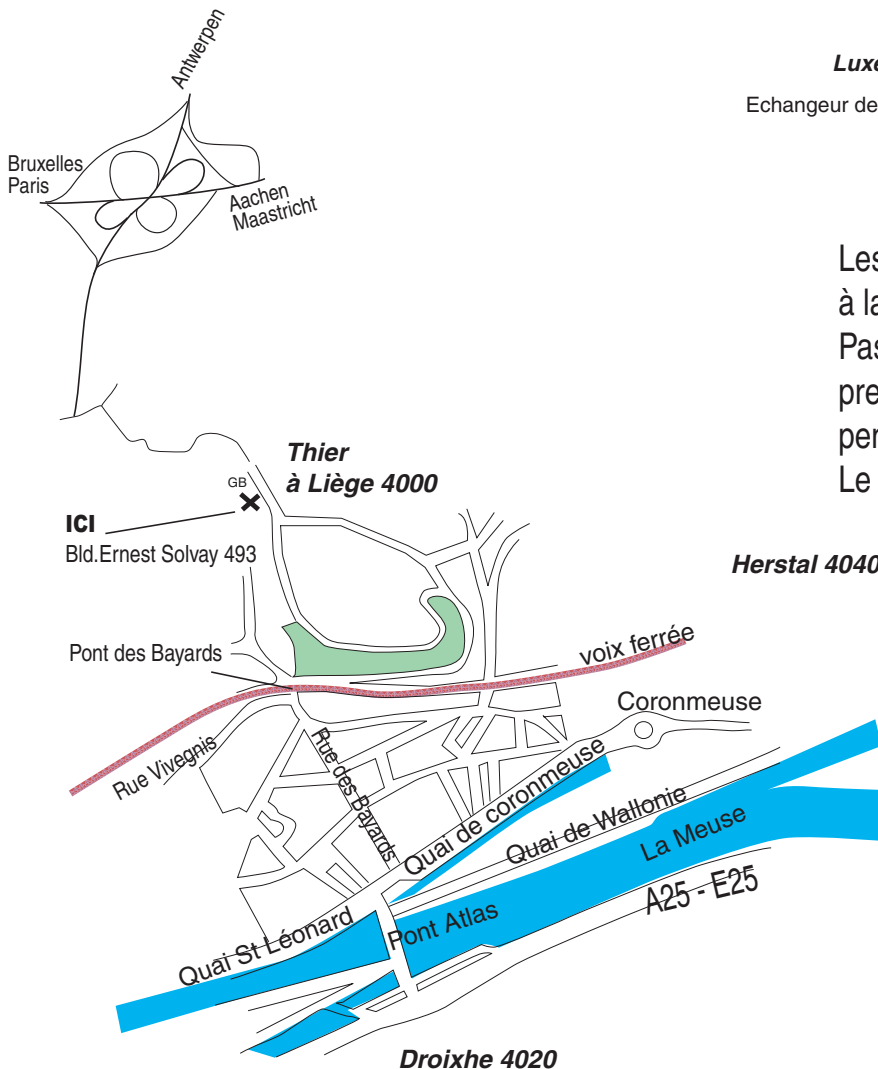 Antwerpen
Luxe
Echangeur de
Bruxelles
Paris
Aachen
Maastricht
Les
à la
Pas
pre
per
Le
Thier
à Liège 4000
GB
ICI
Bld.Ernest Solvay 493
Herstal 4040
Pont des Bayards
voix ferrée
Coronmeuse
Rue Vivegnis
Rue des Bayards
Quai de coronmeuse
Quai de Wallonie
La Meuse
A25 - E25
Pont Atlas
Quai St Léonard
Droixhe 4020